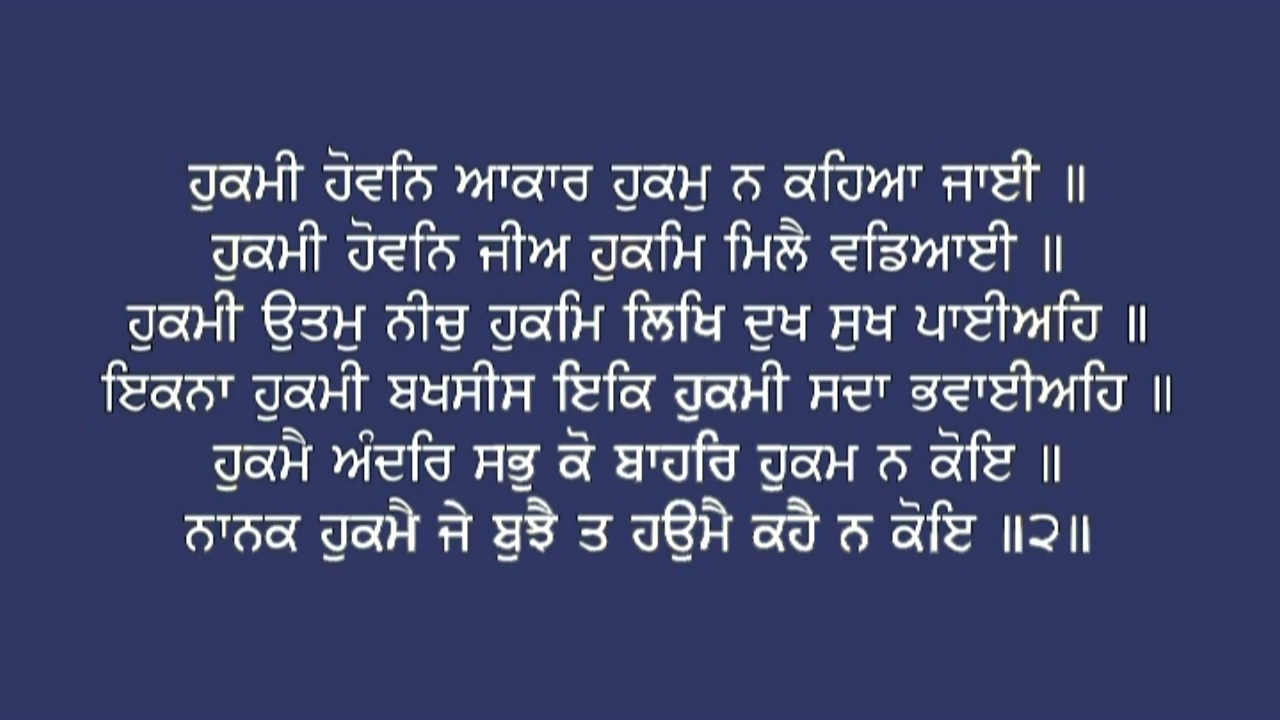 ਹੁਕਮੀ ਹੋਵਨਿ ਆਕਾਰ ਹੁਕਮੁ ਨ ਕਹਿਆ ਜਾਈ ॥
ਹੁਕਮੀ ਹੋਵਨਿ ਜੀਅ ਹੁਕਮਿ ਮਿਲੈ ਵਡਿਆਈ ॥
ਹੁਕਮੀ ਉਤਮੁ ਨੀਚੁ ਹੁਕਮਿ ਲਿਖਿ ਦੁਖ ਸੁਖ ਪਾਈਅਹਿ ॥
ਇਕਨਾ ਹੁਕਮੀ ਬਖਸੀਸ ਇਕਿ ਹੁਕਮੀ ਸਦਾ ਭਵਾਈਅਹਿ ॥
ਹੁਕਮੈ ਅੰਦਰਿ ਸਭੁ ਕੋ ਬਾਹਰਿ ਹੁਕਮ ਨ ਕੋਇ ॥
ਨਾਨਕ ਹੁਕਮੈ ਜੇ ਬੁਝੈ ਤ ਹਉਮੈ ਕਹੈ ਨ ਕੋਇ ॥੨॥